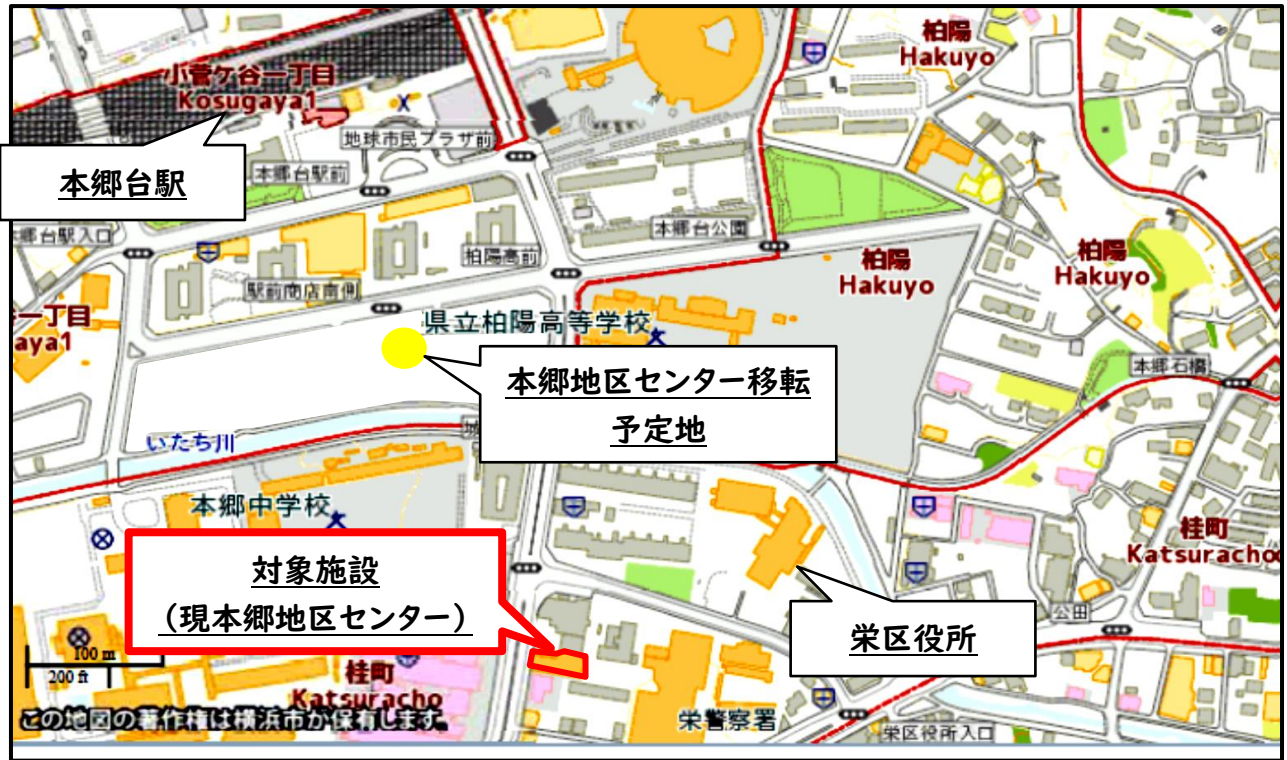 柏陽
Hakuyo
小菅ケ谷一丁目
Kosugaya1
地球市民プラザ前
本郷台駅
本郷台駅前
本郷台駅入口
本郷台公園
柏陽高前
柏陽
Hakuyo
柏陽
Hakuyo
駅前商店南側
一丁目
aya1
県立柏陽高等学校
本郷石橋
本郷地区センター移転
予定地
いたち川
城
本郷中学校
対象施設
(現本郷地区センター)
桂町
Katsuracho
公田
栄区役所
100 m
200 ft
桂町
Katsuracho
この地図の著作権は横浜市が保有します。
栄警察署
栄区役所入口